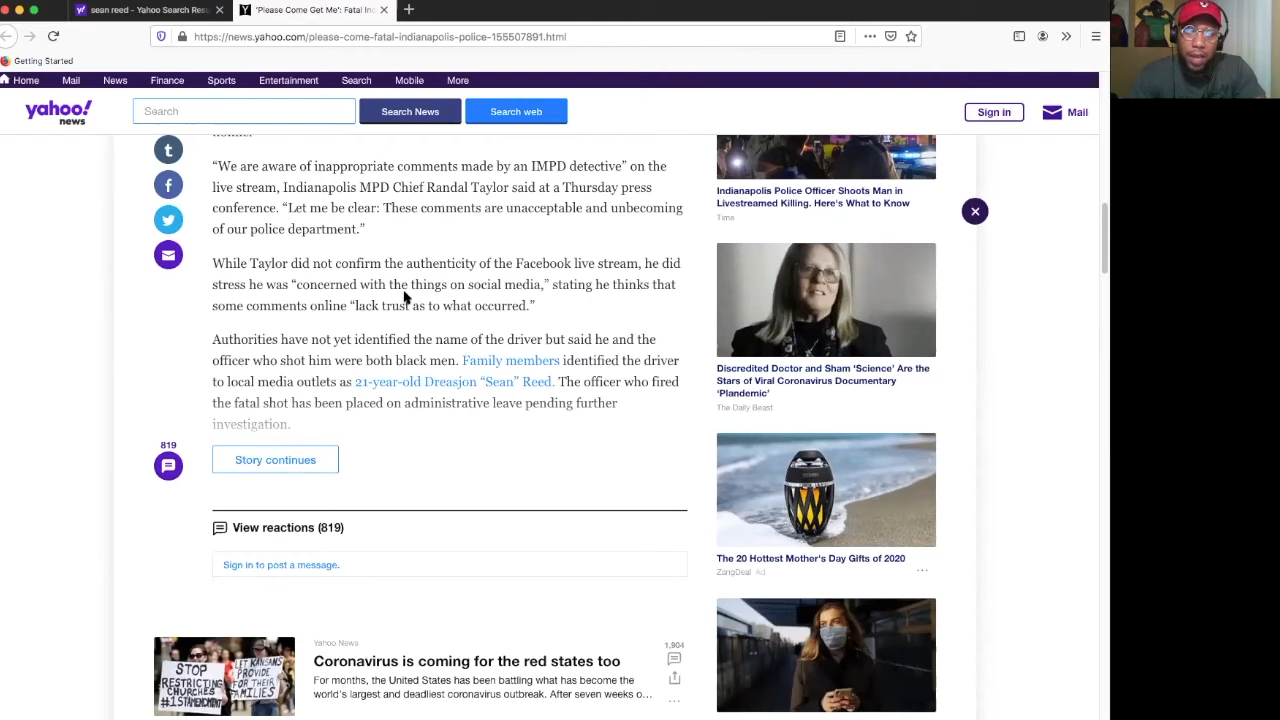 sean reed - Yahoo Search Resu
'Please Come Get Me': Fatal Ind
https://news.yahoo.com/please-come-fatal-indianapolis-police-155507891.html
Getting Started
Home Mail News Finance Sports Entertainment Search Mobile More
yahoo!
news
Search
Search News
Search web
Sign in
Mail
"We are aware of inappropriate comments made by an IMPD detective" on the
live stream, Indianapolis MPD Chief Randal Taylor said at a Thursday press
conference. "Let me be clear: These comments are unacceptable and unbecoming
of our police department."
While Taylor did not confirm the authenticity of the Facebook live stream, he did
stress he was "concerned with the things on social media," stating he thinks that
some comments online "lack trust as to what occurred."
Authorities have not yet identified the name of the driver but said he and the
officer who shot him were both black men. Family members identified the driver
to local media outlets as 21-year-old Dreasjon "Sean" Reed. The officer who fired
the fatal shot has been placed on administrative leave pending further
investigation.
819
Story continues
View reactions (819)
Sign in to post a message.
Yahoo News
Coronavirus is coming for the red states too
For months, the United States has been battling what has become the
world's largest and deadliest coronavirus outbreak. After seven weeks o...
1,904
STOP
RESTRICTING
CHURCHES
#1STAMENDMENT
LET KANSANS
PROVIDE
FOR THEIR
FAMILIES
Indianapolis Police Officer Shoots Man in
Livestreamed Killing. Here's What to Know
Time
Discredited Doctor and Sham 'Science' Are the
Stars of Viral Coronavirus Documentary
'Plandemic'
The Daily Beast
The 20 Hottest Mother's Day Gifts of 2020
ZangDeal Ad